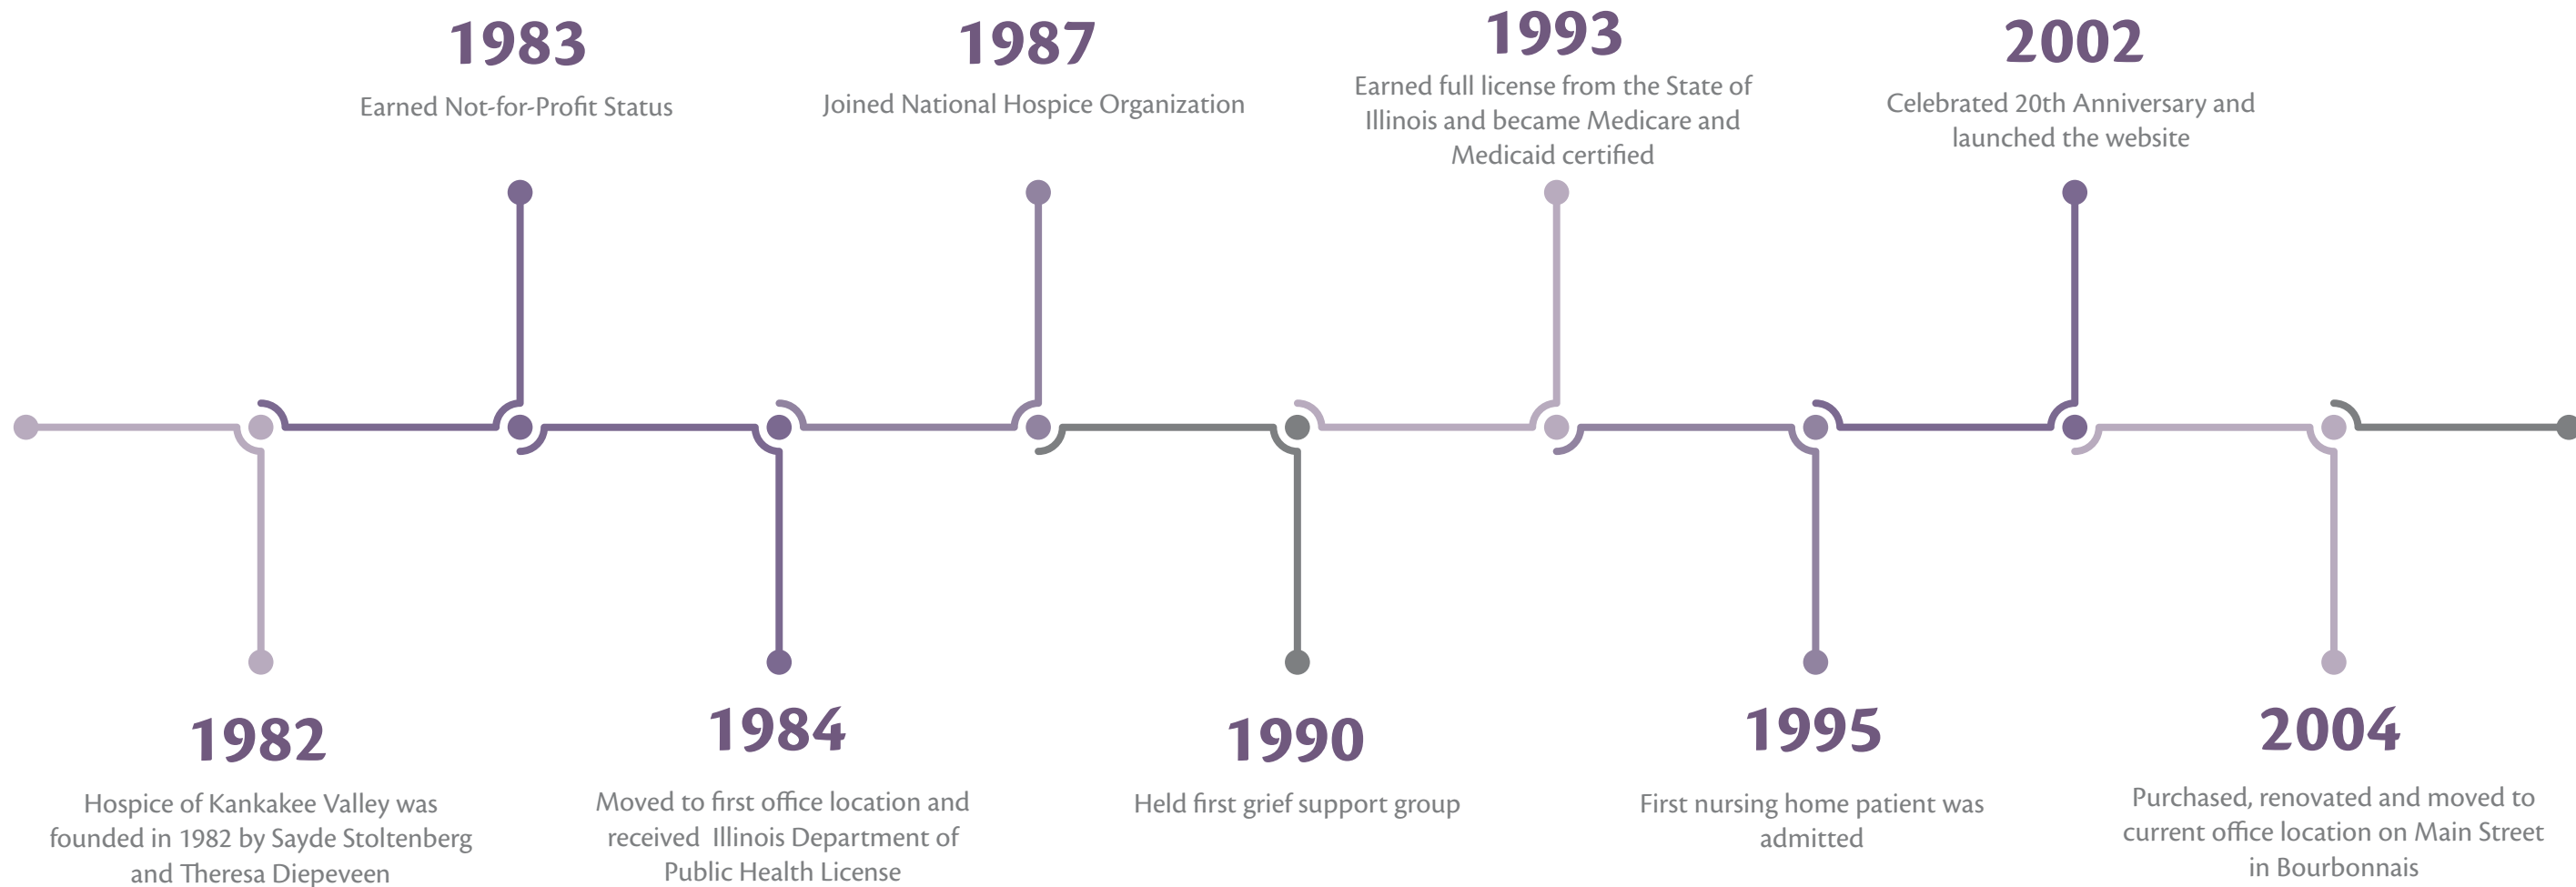 1983
Earned Not-for-Profit Status
1987
Joined National Hospice Organization
1993
Earned full license from the State of
Illinois and became Medicare and
Medicaid certified
2002
Celebrated 20th Anniversary and
launched the website
1982
Hospice of Kankakee Valley was
founded in 1982 by Sayde Stoltenberg
and Theresa Diepeveen
1984
Moved to first office location and
received Illinois Department of
Public Health License
1990
Held first grief support group
1995
First nursing home patient was
admitted
2004
Purchased, renovated and moved to
current office location on Main Street
in Bourbonnais